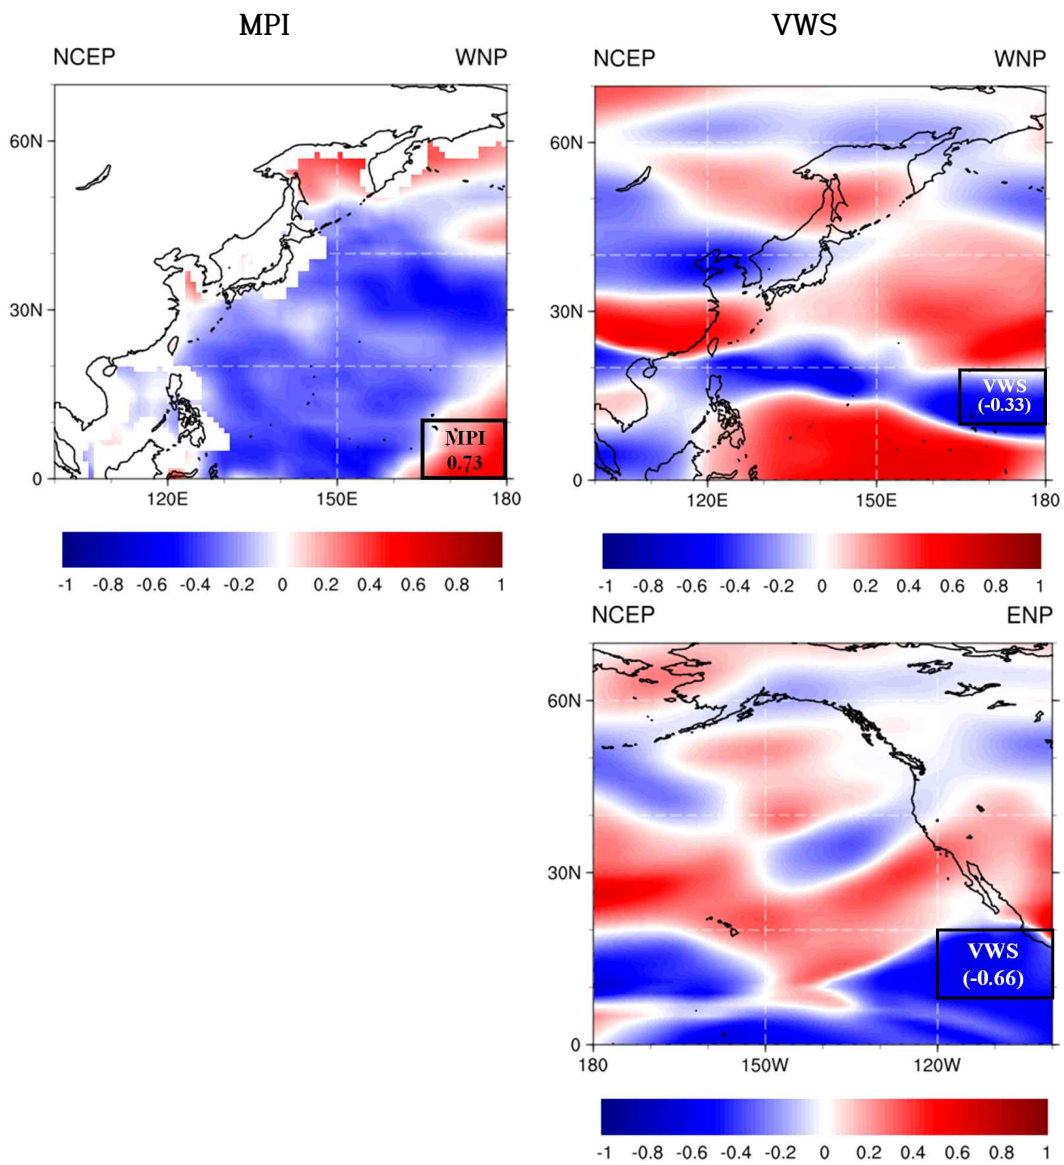 MPI
VWS
NCEP WNP
60N
30N
0
120E 150E 180
MPI
0.73
-1 -0.8 -0.6 -0.4 -0.2 0 0.2 0.4 0.6 0.8 1
NCEP WNP
60N
30N
0
120E 150E 180
VWS
(-0.33)
-1 -0.8 -0.6 -0.4 -0.2 0 0.2 0.4 0.6 0.8 1
NCEP ENP
60N
30N
0
180 150W 120W
VWS
(-0.66)
-1 -0.8 -0.6 -0.4 -0.2 0 0.2 0.4 0.6 0.8 1